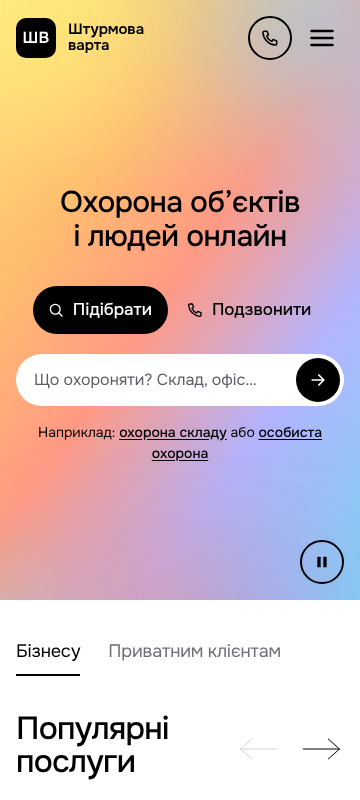 ШВ
Штурмова
варта
Охорона об’єктів
і людей онлайн
Підібрати
Подзвонити
Що охороняти? Склад, офіс...
Наприклад: охорона складу або особиста
охорона
Бізнесу
Приватним клієнтам
Популярні
послуги